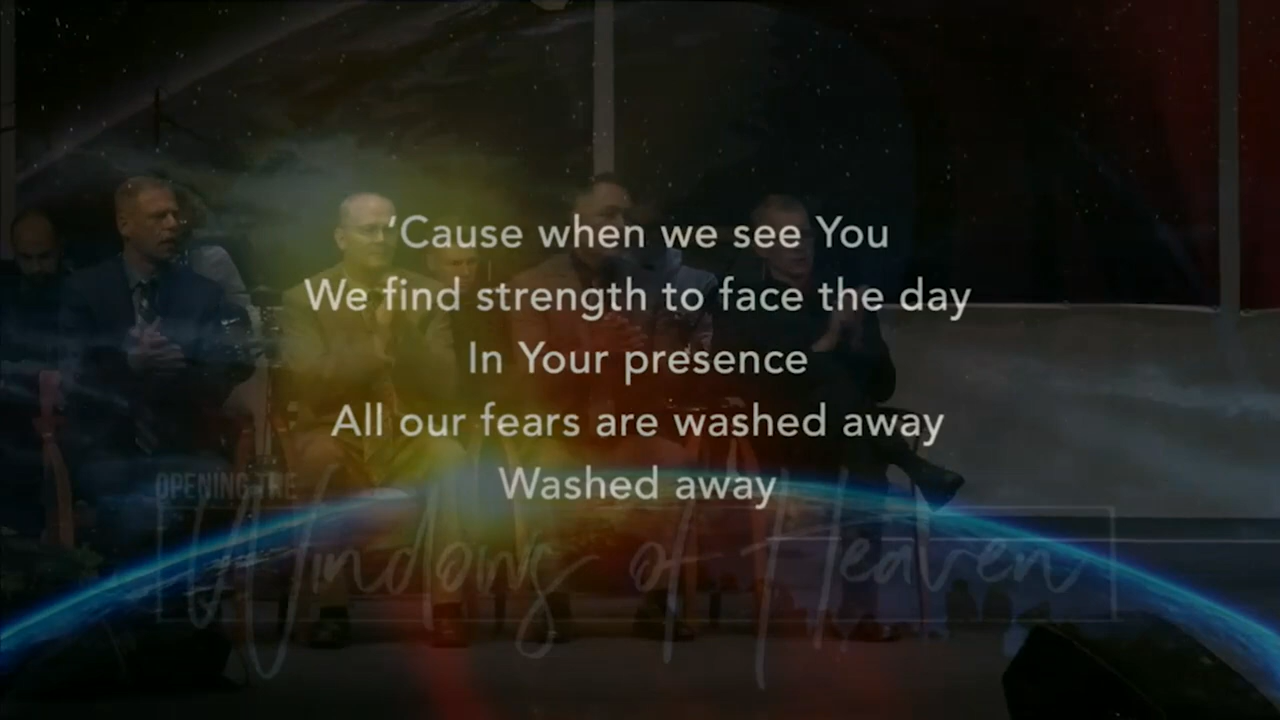 ‘Cause when we see You
We find strength to face the day
In Your presence
All our fears are washed away
Washed away
OPENING THE
Windows of Heaven